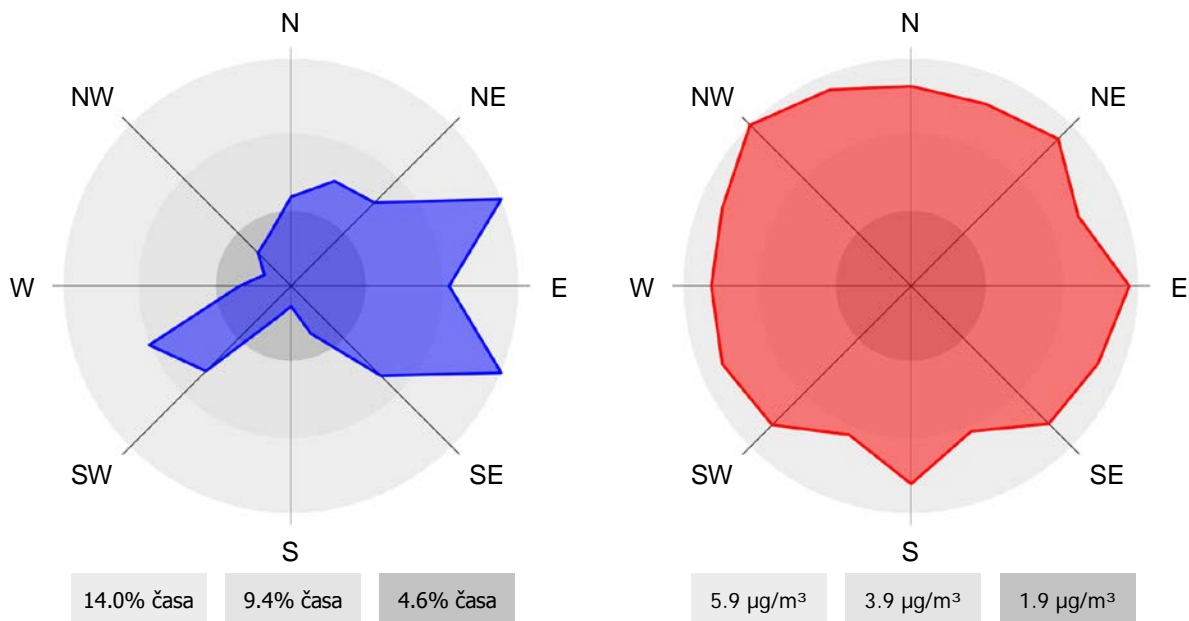 N
NE
E
SE
S
SW
W
NW
14.0% časa
9.4% časa
4.6% časa
N
NE
E
SE
S
SW
W
NW
5.9 µg/m³
3.9 µg/m³
1.9 µg/m³